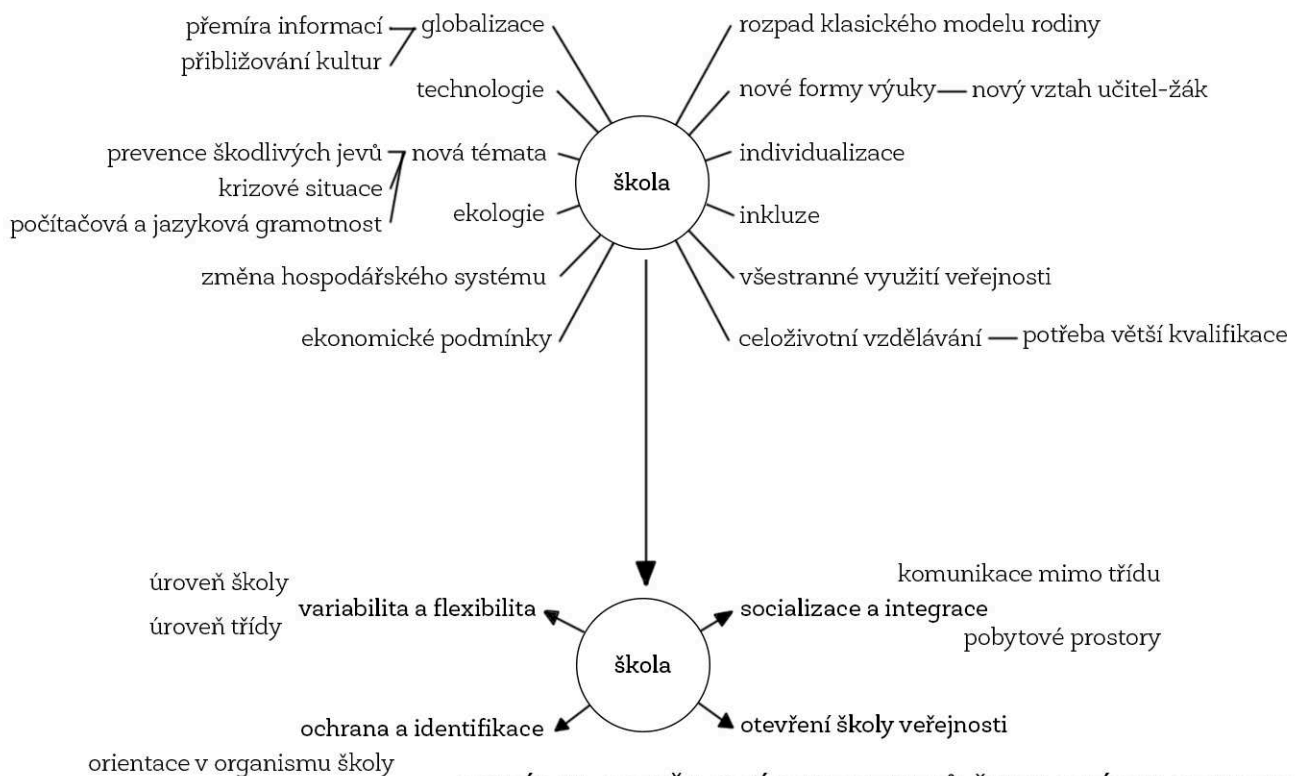 přemíra informací
přibližování kultur
globalizace
technologie
prevence škodlivých jevů
krizové situace
počítačová a jazyková gramotnost
nová témata
ekologie
změna hospodářského systému
ekonomické podmínky
škola
rozpad klasického modelu rodiny
nové formy výuky
nový vztah učitel-žák
individualizace
inkluze
všestranné využití veřejnosti
celoživotní vzdělávání
potřeba větší kvalifikace
úroveň školy
úroveň třídy
variabilita a flexibilita
škola
komunikace mimo třídu
socializace a integrace
pobytové prostory
ochrana a identifikace
orientace v organismu školy
otevření školy veřejnosti